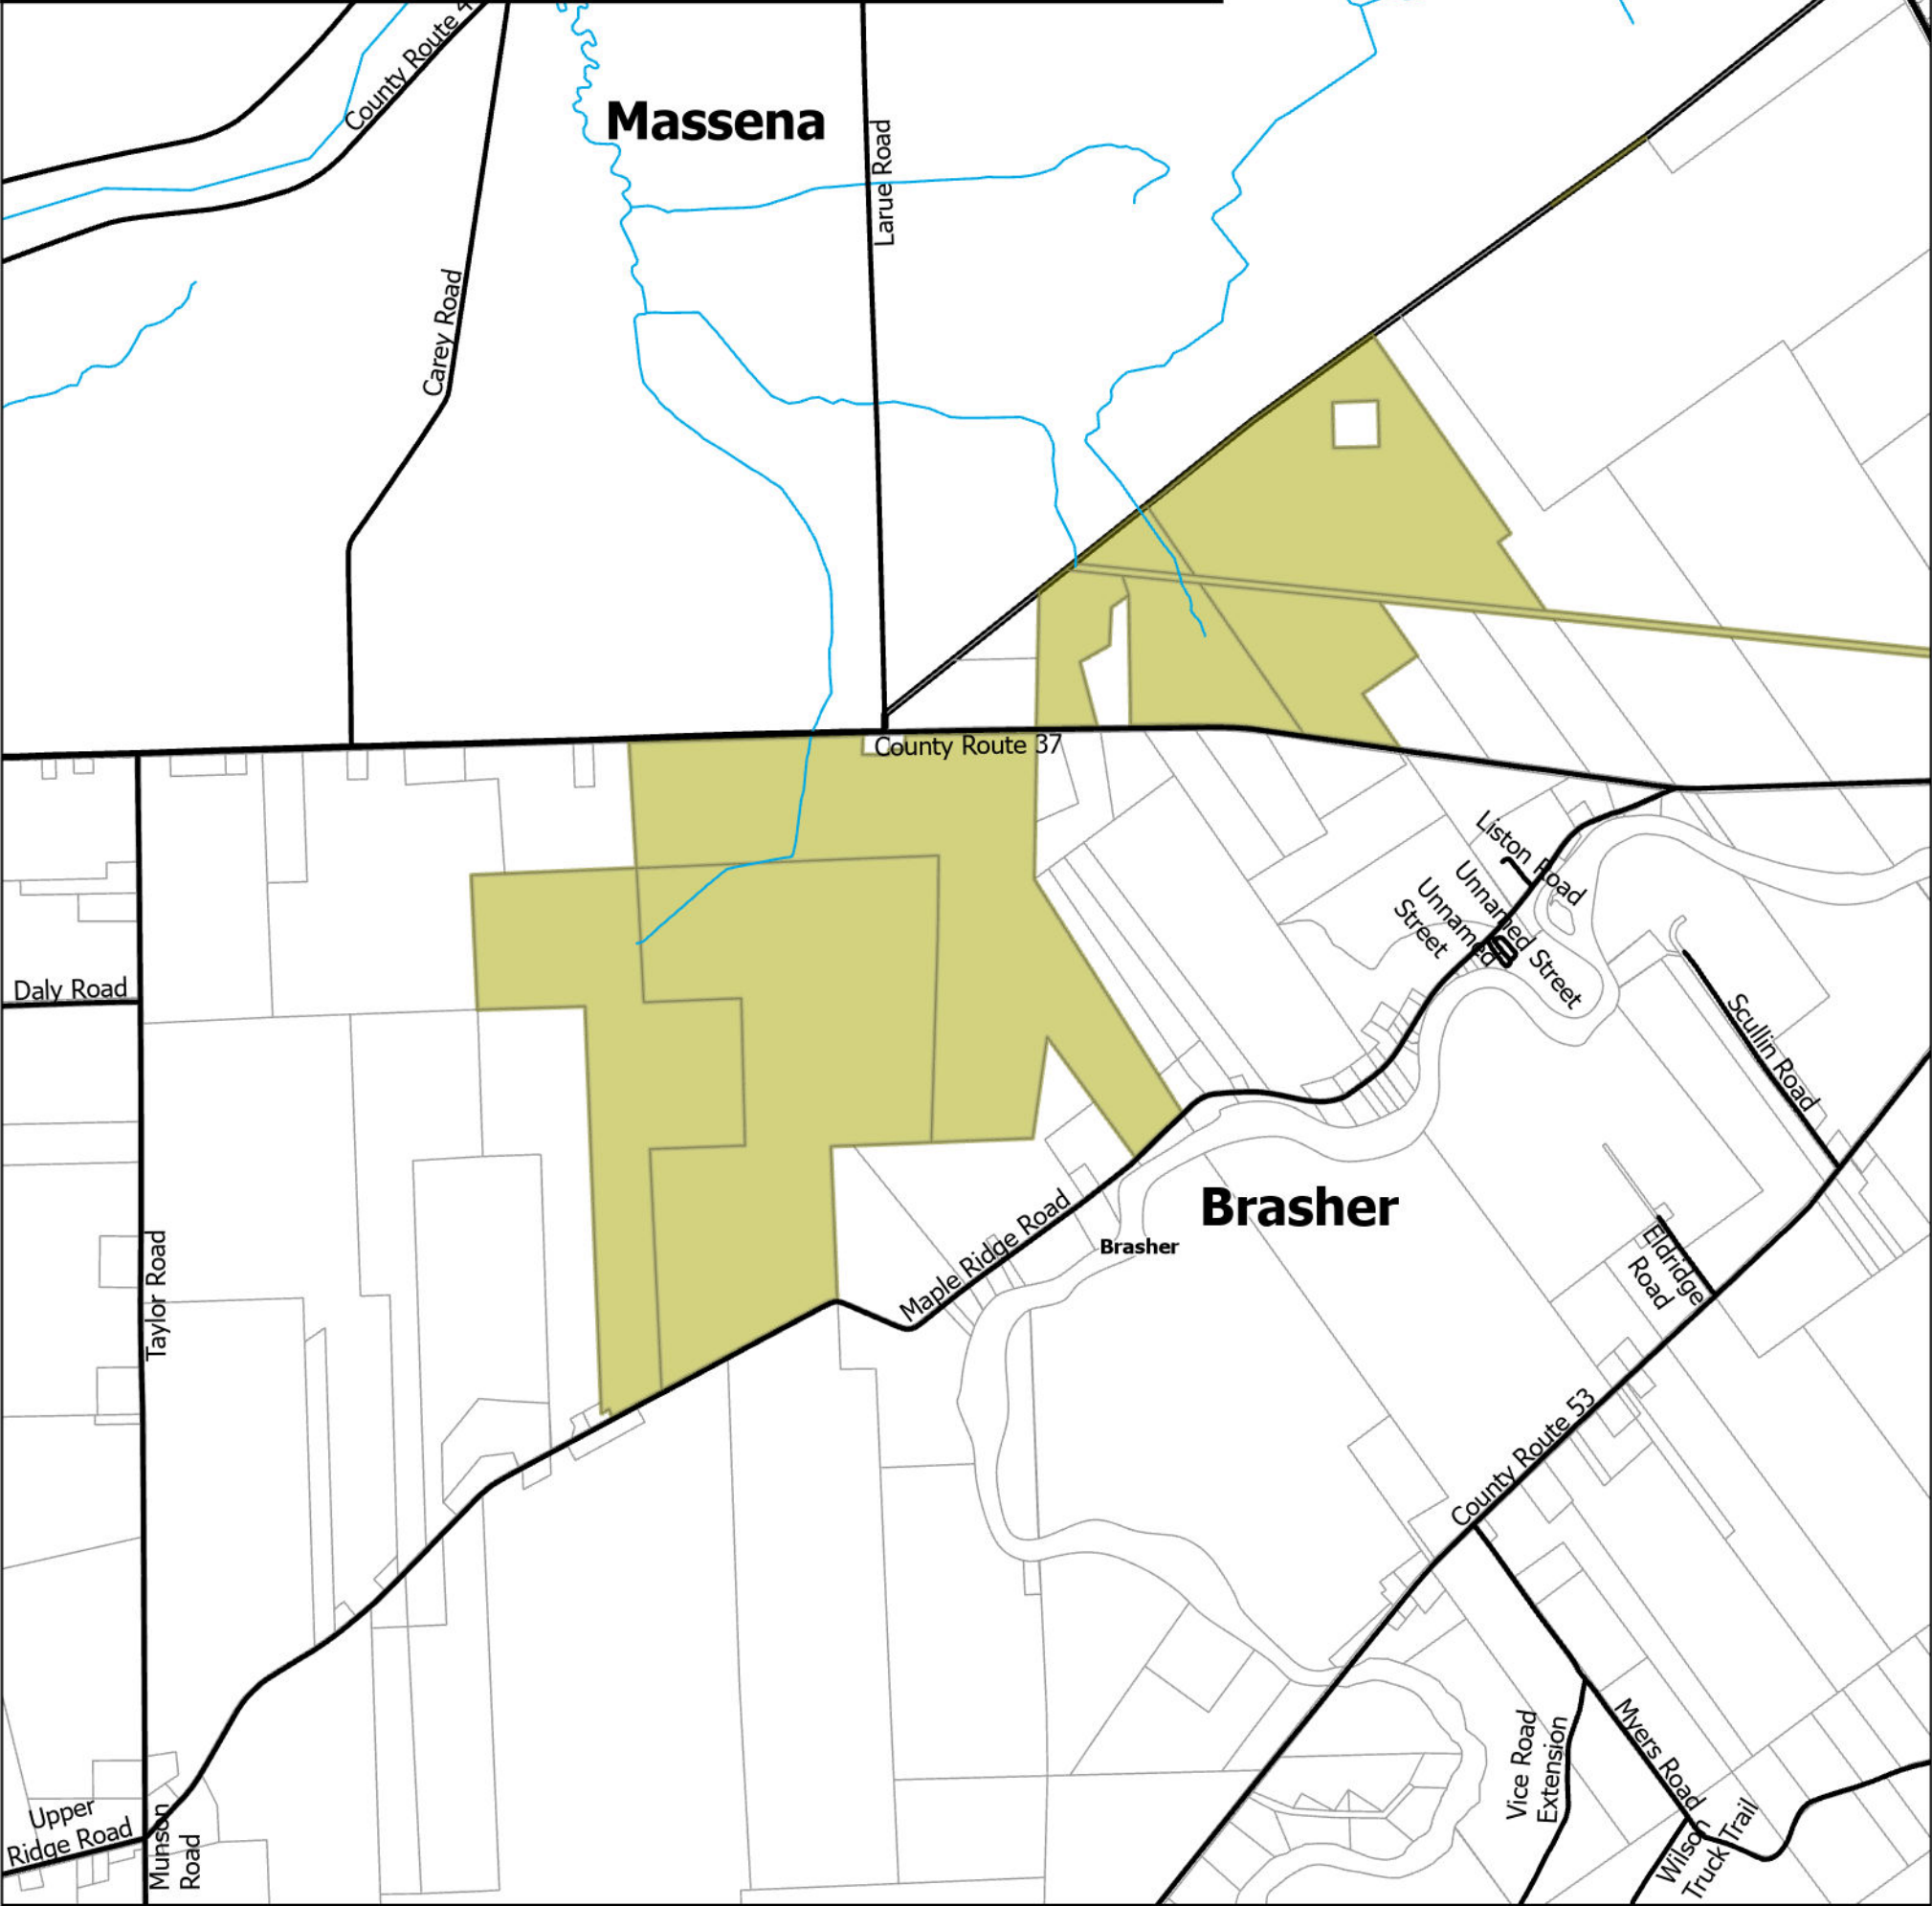 County Route 4
Massena
Larue Road
Carey Road
County Route 37
Liston Road
Unnamed Street
Unnamed
Street
Daly Road
Scullin Road
Maple Ridge Road
Brasher
Brasher
Taylor Road
Eldridge
Road
County Route 53
Myers Road
Vice Road
Extension
Upper
Ridge Road
Munson
Road
Wilson
Truck Trail